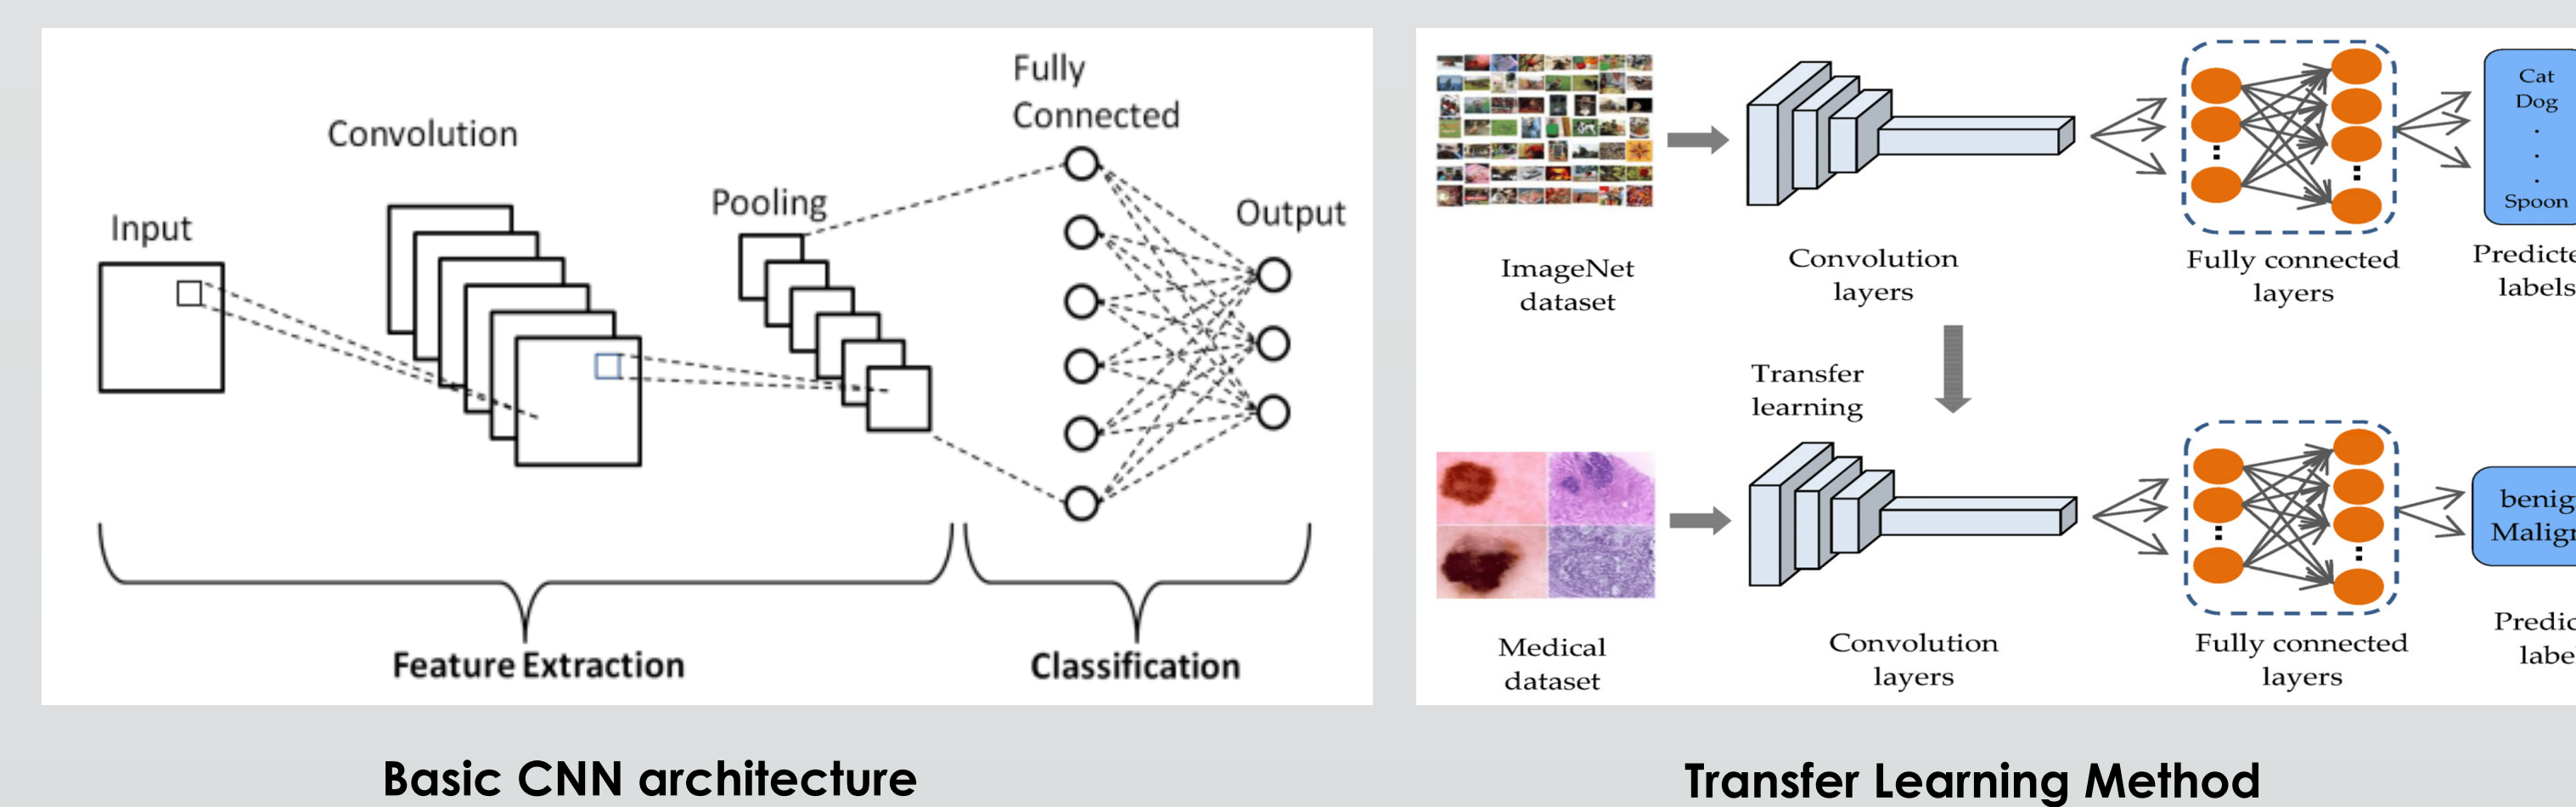 Fully
Connected
Convolution
Pooling
Input
Output
Feature Extraction
Classification
Basic CNN architecture
Cat
Dog
.
.
.
Spoon
ImageNet
dataset
Convolution
layers
Fully connected
layers
labels
Transfer
learning
Medical
dataset
Convolution
layers
Fully connected
layers
Transfer Learning Method